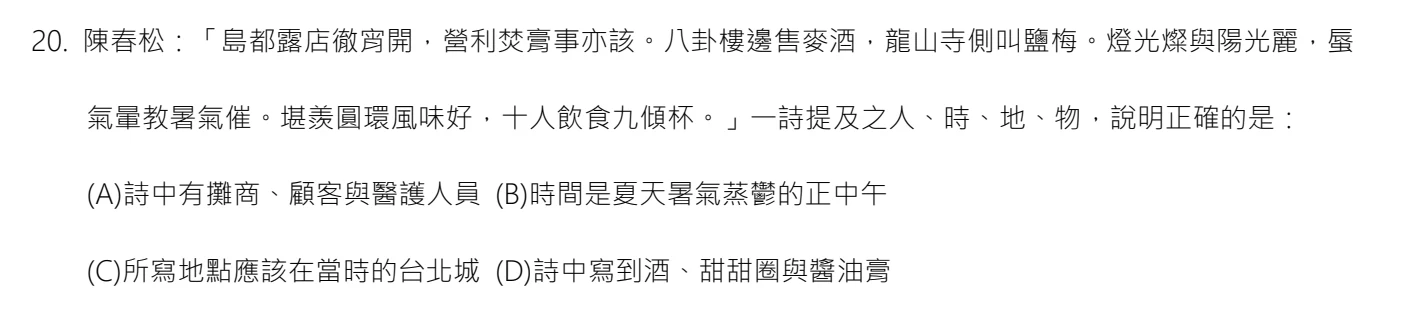 20. 陳春松：「島都露店徹宵開，營利焚膏事亦該。八卦樓邊售麥酒，龍山寺側叫鹽梅。燈光燦與陽光麗，蜃
氣暈教暑氣催。堪羨圓環風味好，十人飲食九傾杯。」一詩提及之人、時、地、物，說明正確的是：
(A)詩中有攤商、顧客與醫護人員 (B)時間是夏天暑氣蒸鬱的正中午
(C)所寫地點應該在當時的台北城 (D)詩中寫到酒、甜甜圈與醬油膏